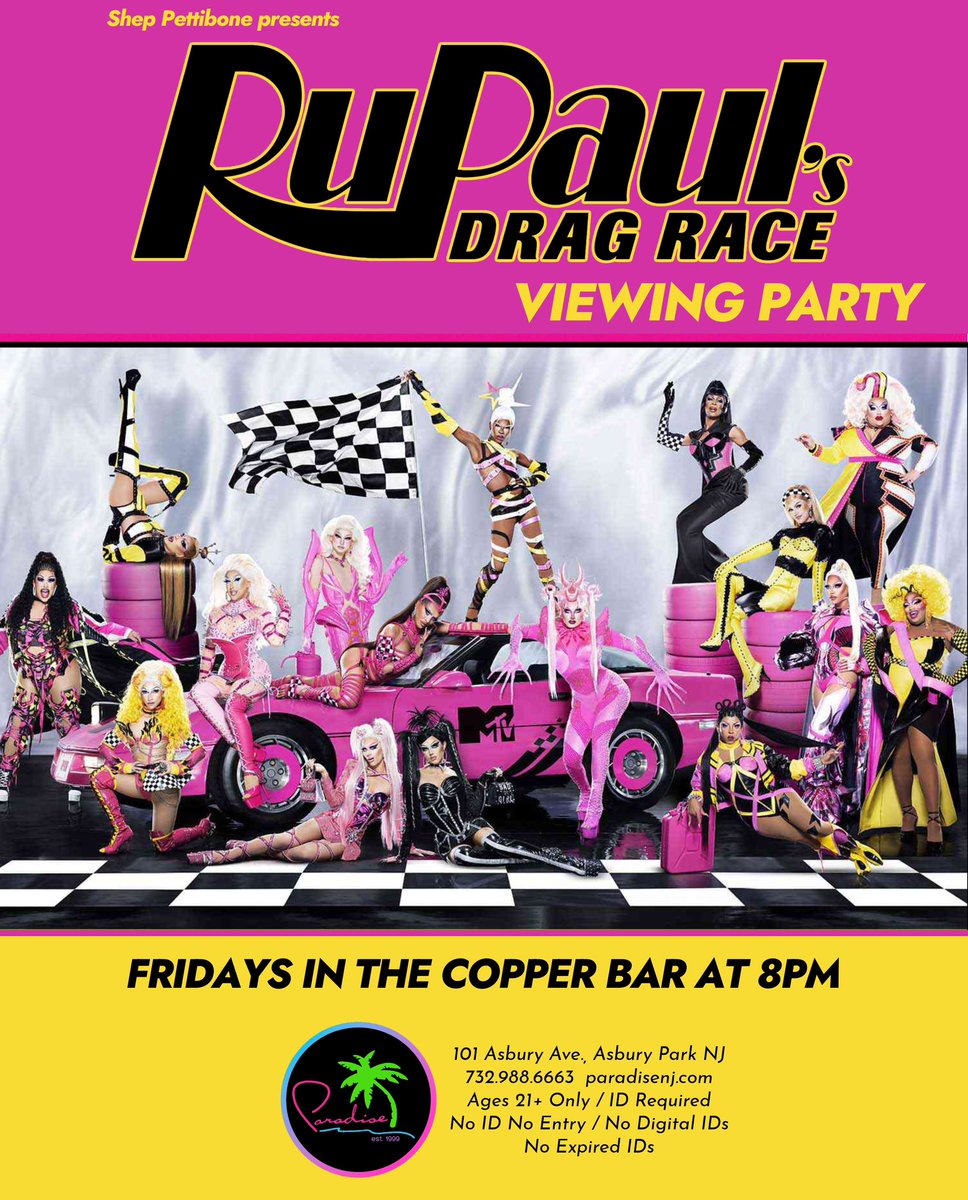 Shep Pettibone presents
RuPaul's
DRAG RACE
VIEWING PARTY
MTV
FRIDAYS IN THE COPPER BAR AT 8PM
Paradise
est. 1999
101 Asbury Ave., Asbury Park NJ
732.988.6663 paradisenj.com
Ages 21+ Only / ID Required
No ID No Entry / No Digital IDs
No Expired IDs